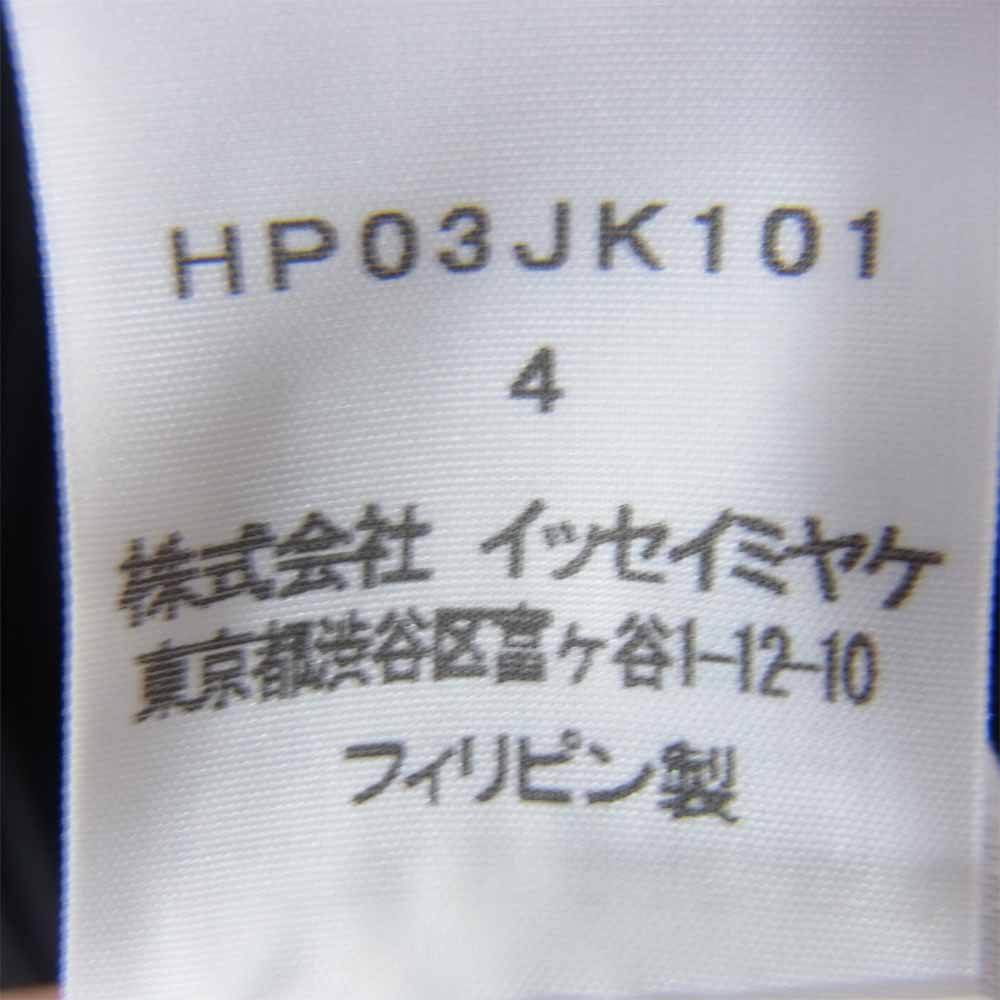 HP03JK101
4
株式会社 イッセイミヤケ
東京都渋谷区富ヶ谷1-12-10
フィリピン製